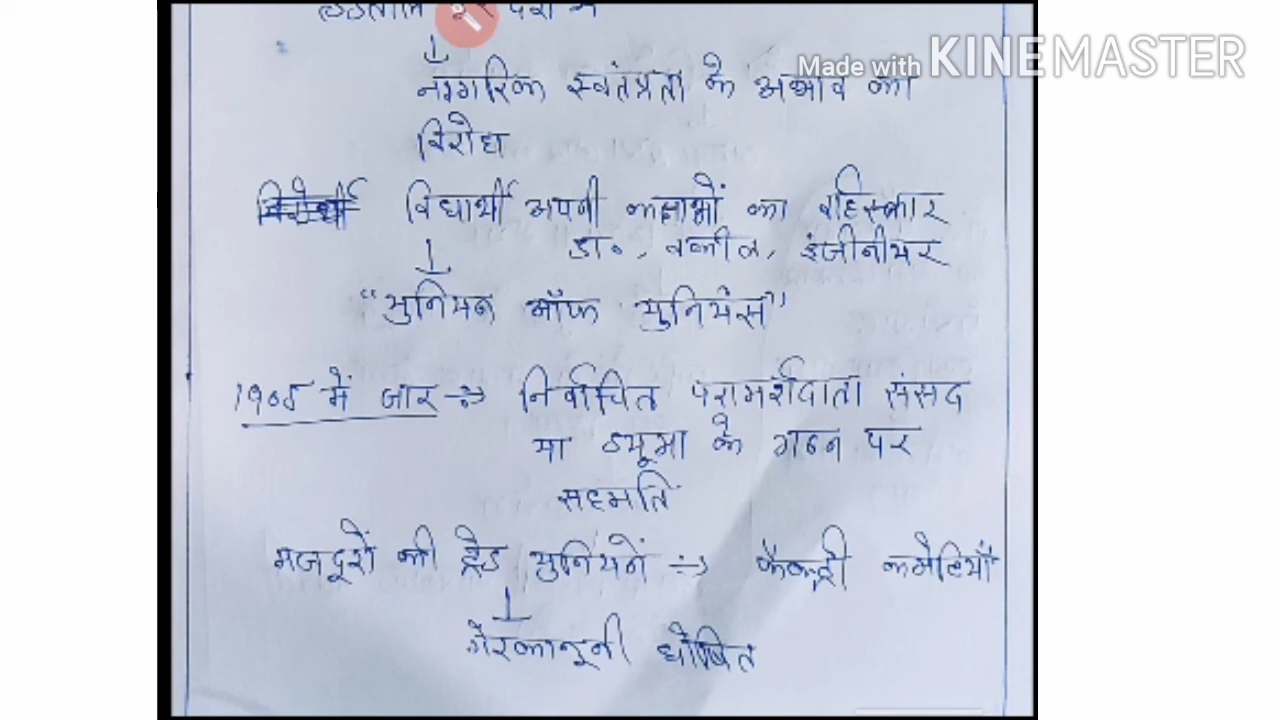 Made with KINEMASTER
नागरिक स्वतंत्रता के अभाव का
विरोध
विद्यार्थी अपनी कक्षाओं का बहिस्कार
डा०, वकील, इंजीनीयर
"युनियन ऑफ युनियंस"
1905 में जार → निर्वाचित परामर्शदाता संसद
या ड्यूमा के गठन पर
सहमति
मजदूरों की ट्रेड युनियनें → फैक्ट्री कमेटियाँ
गैरकानूनी घोषित